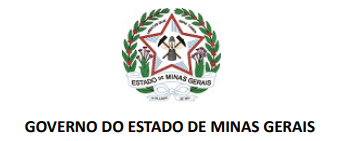 ESTADO DE MINAS GERAIS
GOVERNO DO ESTADO DE MINAS GERAIS